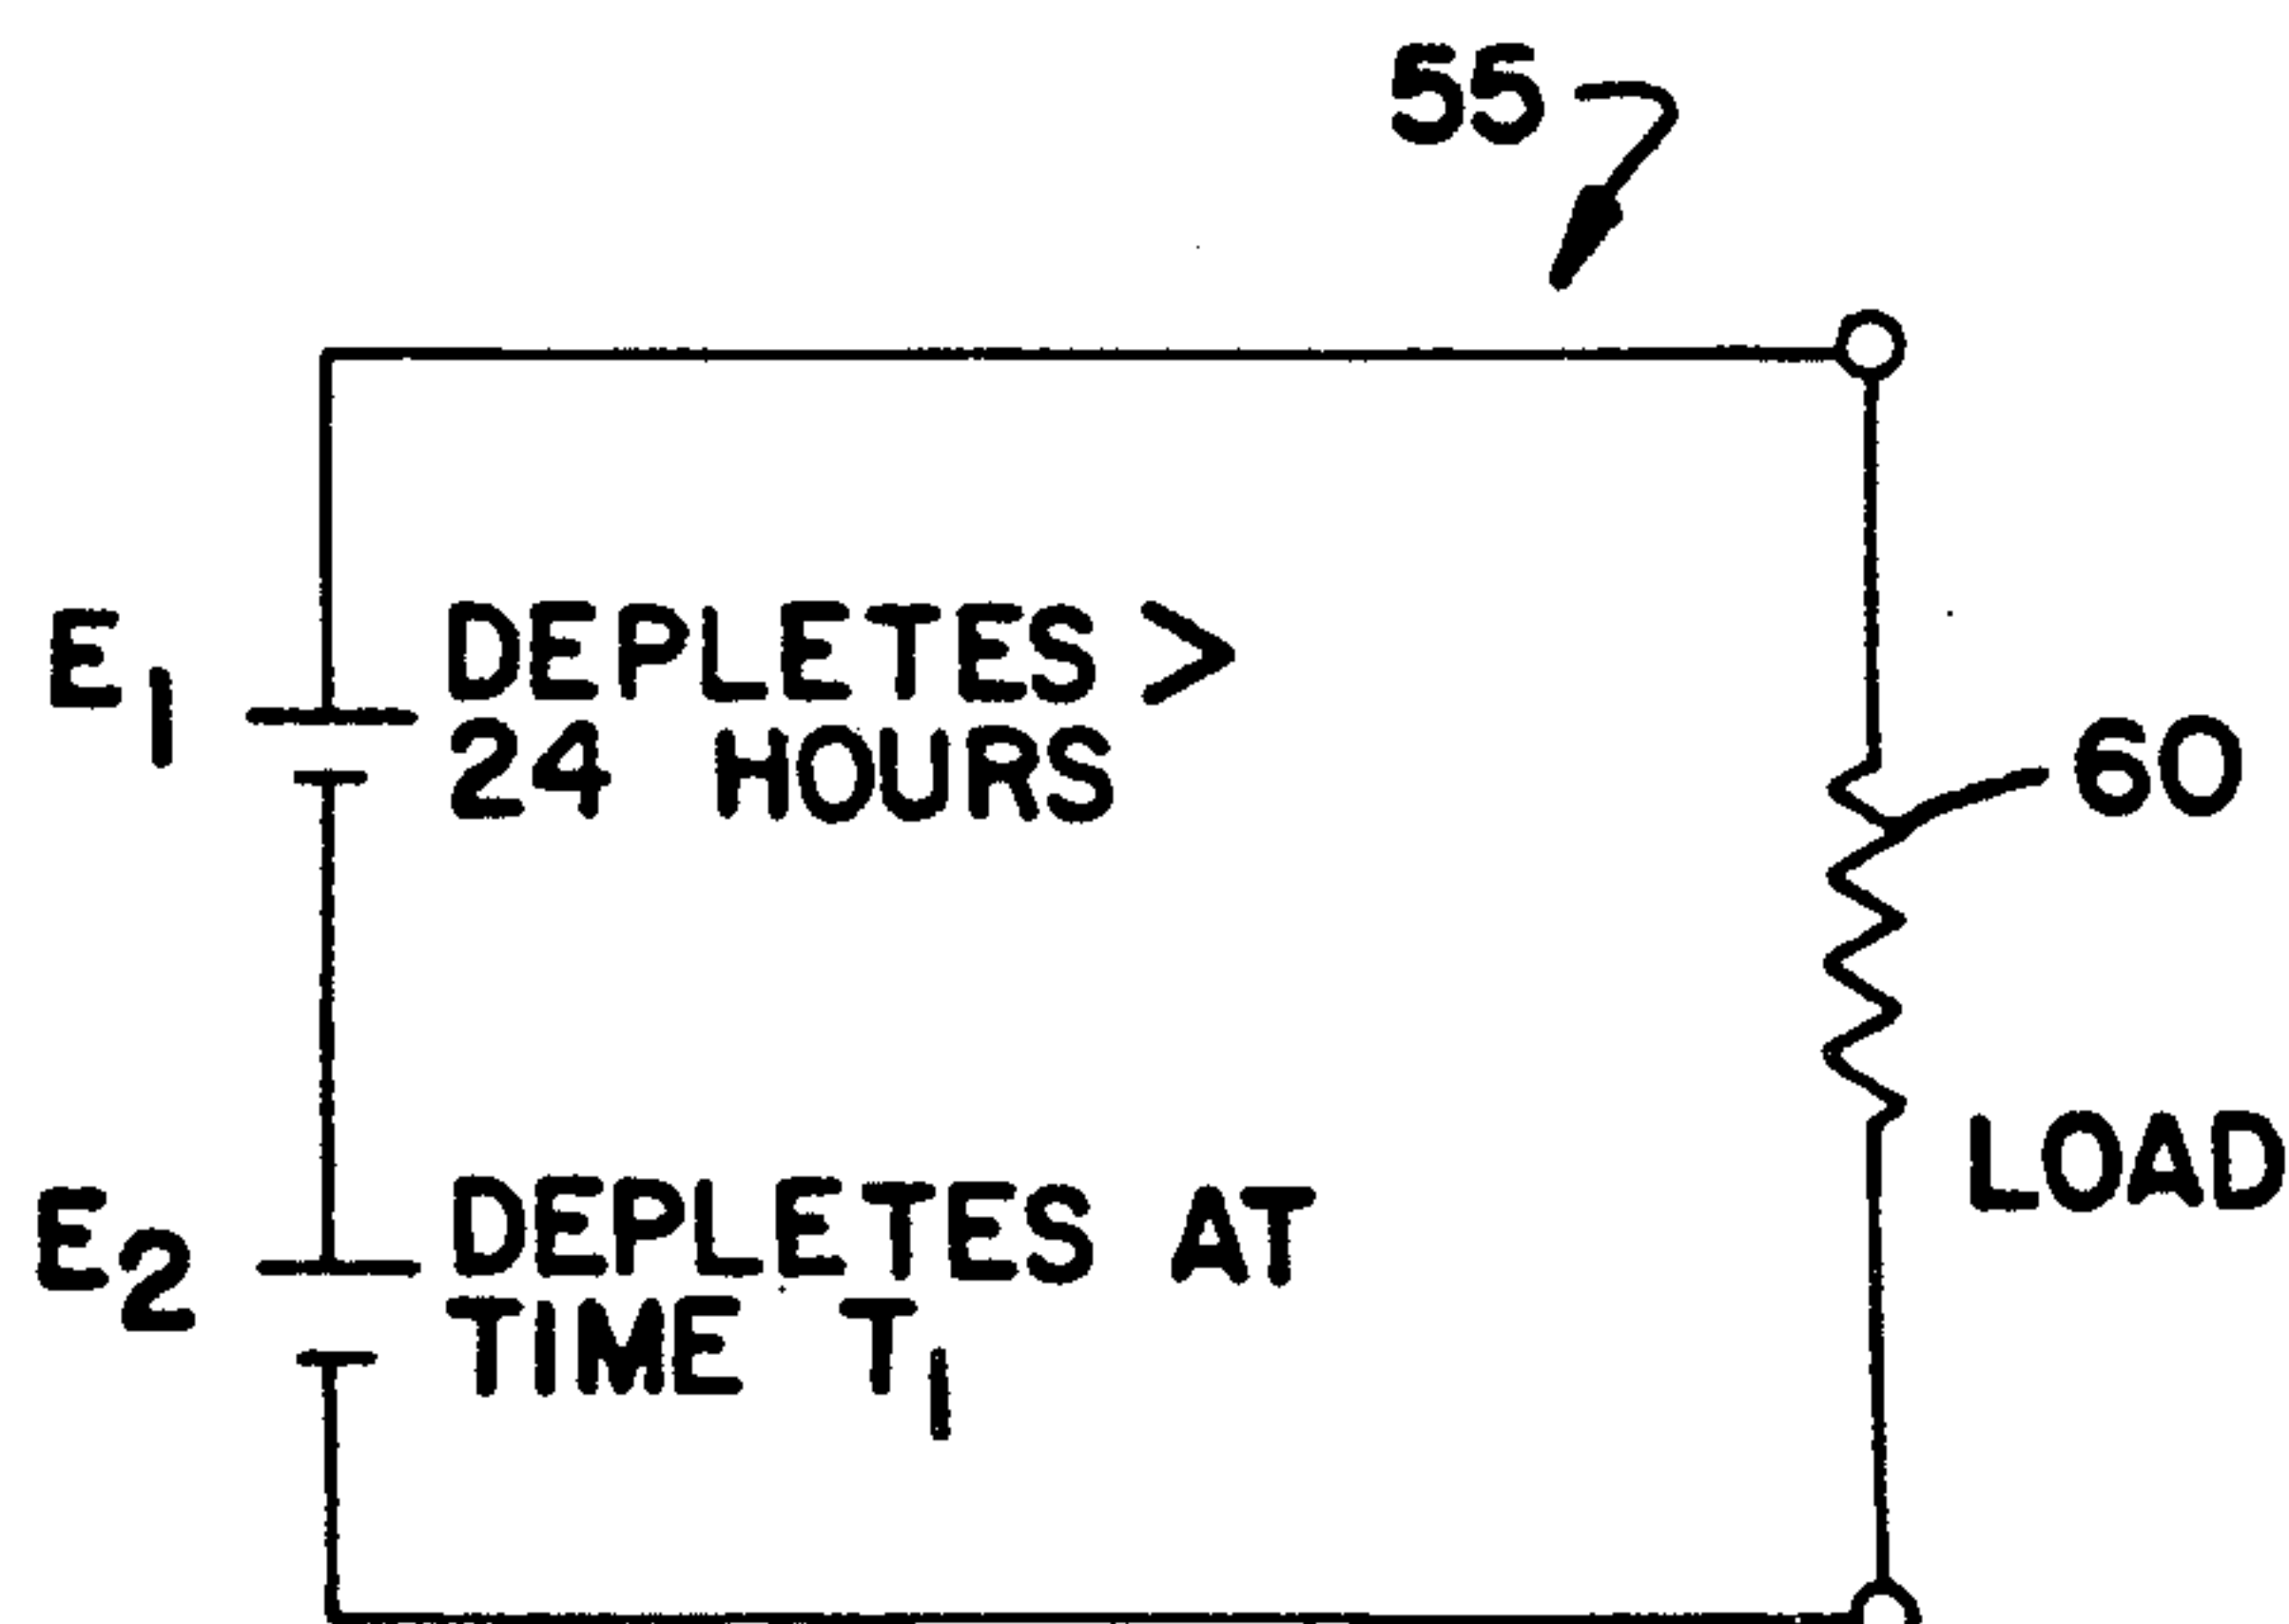 55
E1
DEPLETES >
24 HOURS
60
LOAD
E2
DEPLETES AT
TIME T1